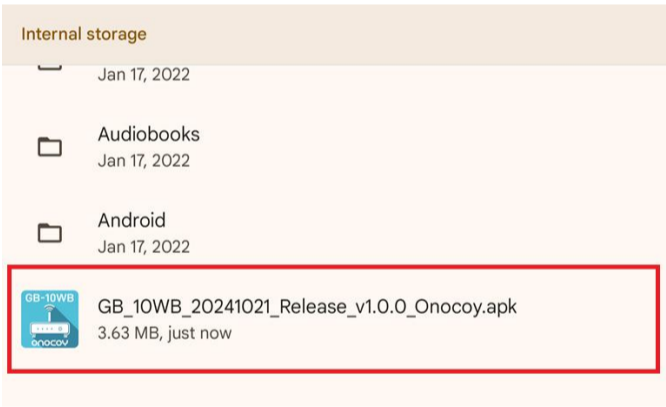 Internal storage
Jan 17, 2022
Audiobooks
Jan 17, 2022
Android
Jan 17, 2022
GB-10WB
onocoy
GB_10WB_20241021_Release_v1.0.0_Onocoy.apk
3.63 MB, just now